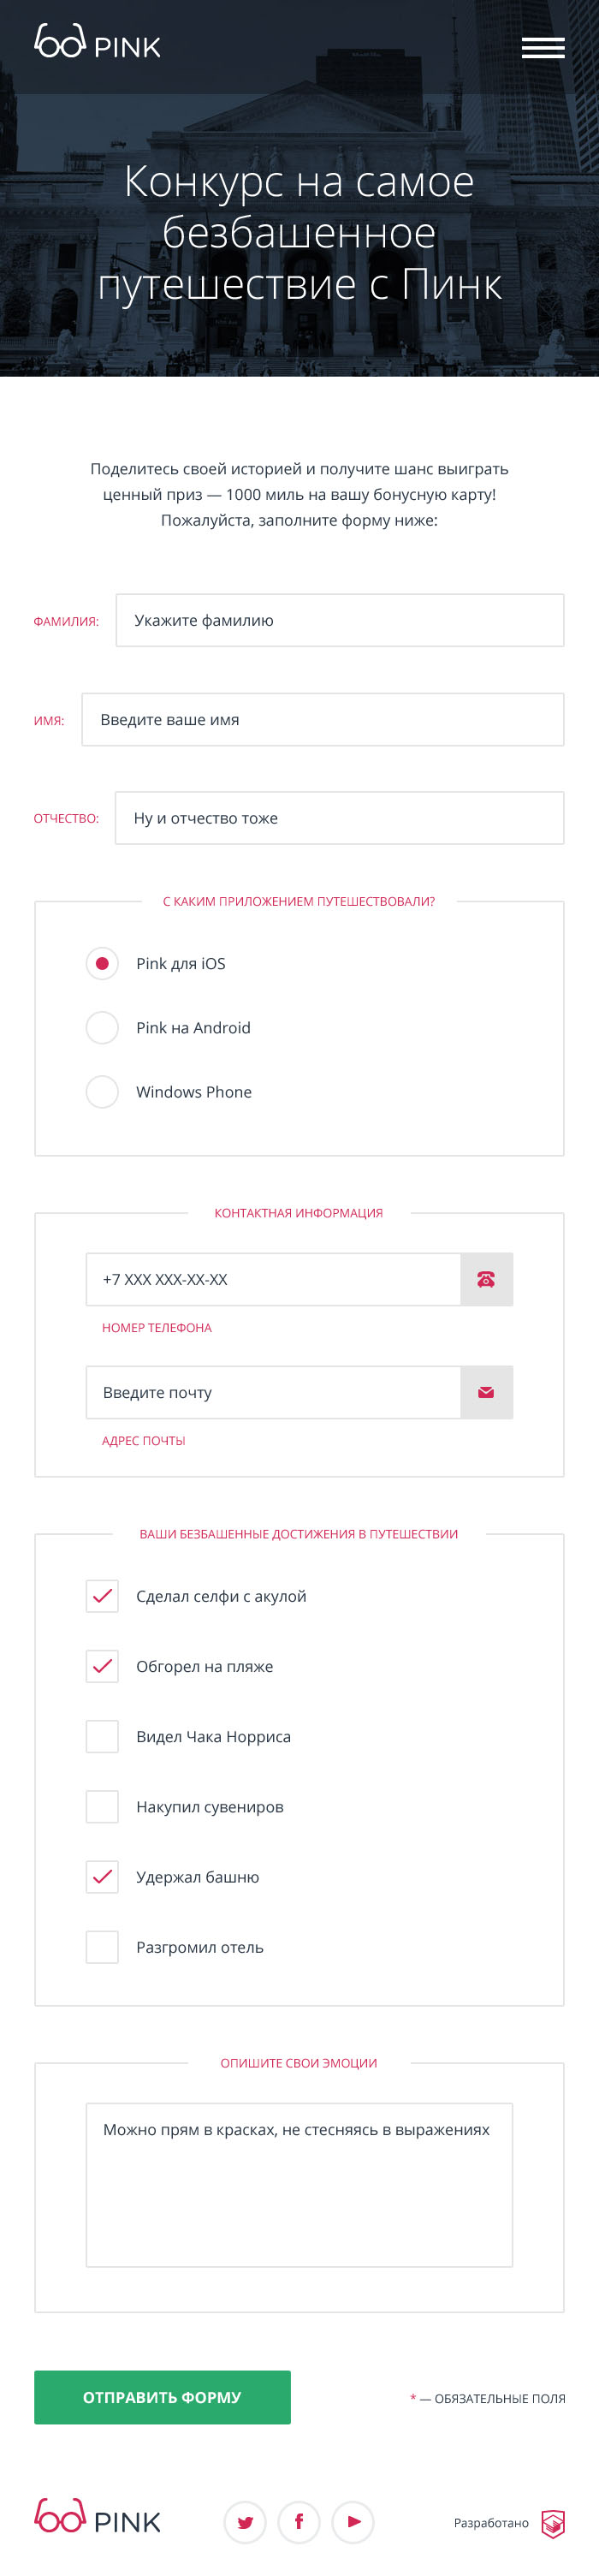 PINK
Конкурс на самое
безбашенное
путешествие с Пинк
Поделитесь своей историей и получите шанс выиграть
ценный приз — 1000 миль на вашу бонусную карту!
Пожалуйста, заполните форму ниже:
ФАМИЛИЯ: Укажите фамилию
ИМЯ: Введите ваше имя
ОТЧЕСТВО: Ну и отчество тоже
С КАКИМ ПРИЛОЖЕНИЕМ ПУТЕШЕСТВОВАЛИ?
Pink для iOS
Pink на Android
Windows Phone
КОНТАКТНАЯ ИНФОРМАЦИЯ
+7 XXX XXX-XX-XX
НОМЕР ТЕЛЕФОНА
Введите почту
АДРЕС ПОЧТЫ
ВАШИ БЕЗБАШЕННЫЕ ДОСТИЖЕНИЯ В ПУТЕШЕСТВИИ
Сделал селфи с акулой
Обгорел на пляже
Видел Чака Норриса
Накупил сувениров
Удержал башню
Разгромил отель
ОПИШИТЕ СВОИ ЭМОЦИИ
Можно прям в красках, не стесняясь в выражениях
ОТПРАВИТЬ ФОРМУ
* — ОБЯЗАТЕЛЬНЫЕ ПОЛЯ
PINK
Разработано